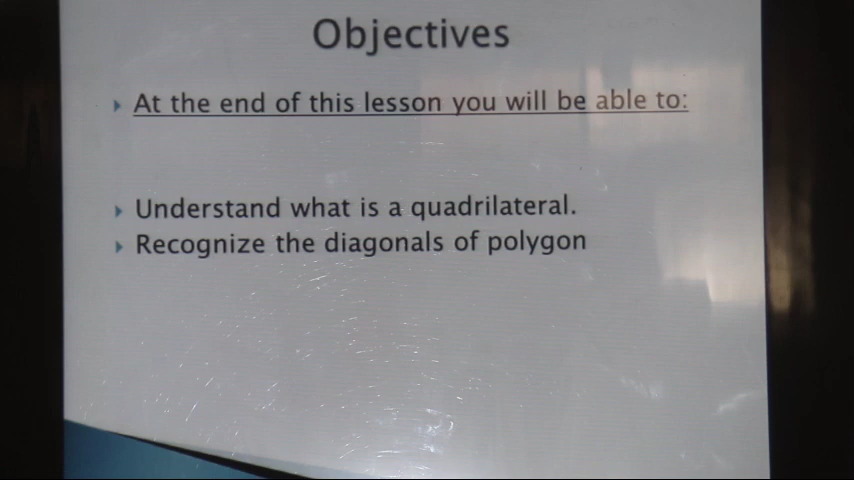 Objectives
At the end of this lesson you will be able to:
Understand what is a quadrilateral.
Recognize the diagonals of polygon